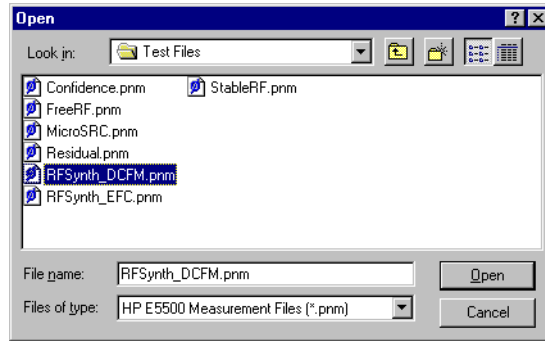 Open
Look in: Test Files
Confidence.pnm StableRF.pnm
FreeRF.pnm
MicroSRC.pnm
Residual.pnm
RFSynth_DCFM.pnm
RFSynth_EFC.pnm
File name: RFSynth_DCFM.pnm Open
Files of type: HP E5500 Measurement Files (*.pnm) Cancel